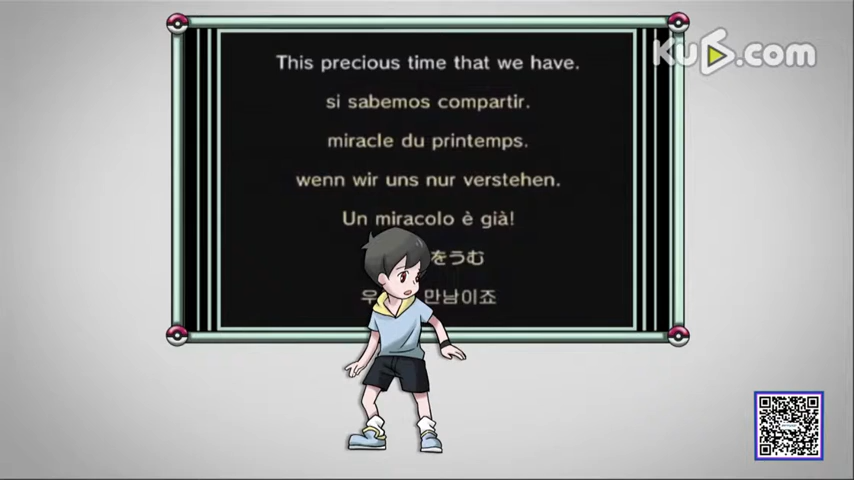 This precious time that we have.
Ku6.com
si sabemos compartir.
miracle du printemps.
wenn wir uns nur verstehen.
Un miracolo è già!
をうむ
우 만남이죠